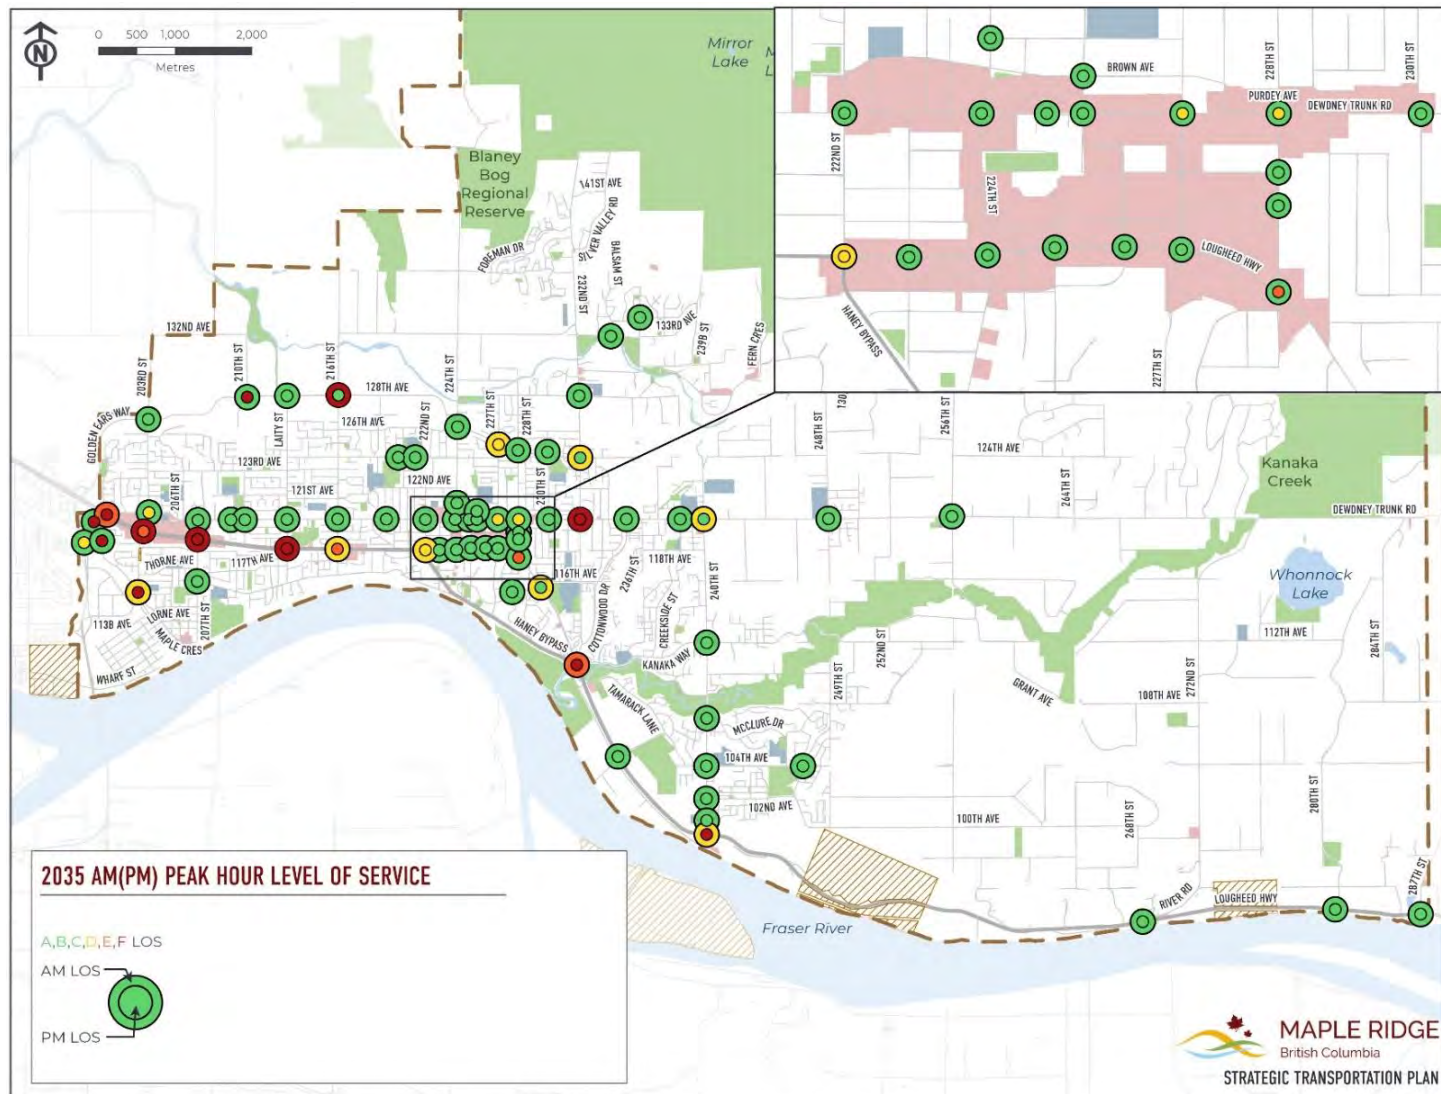 N
0 500 1,000 2,000
Metres
Mirror
Lake
M
L
BROWN AVE
228TH ST
230TH ST
PURDEY AVE
DEWDNEY TRUNK RD
222ND ST
224TH ST
LOUGHEED HWY
HANEY BYPASS
227TH ST
Blaney
Bog
Regional
Reserve
141ST AVE
SILVER VALLEY RD
FOREMAN DR
BALSAM ST
232ND ST
132ND AVE
133RD AVE
239B ST
FERN CRES
203RD ST
210TH ST
216TH ST
224TH ST
128TH AVE
130
GOLDEN EARS WAY
LAITY ST
126TH AVE
222ND ST
227TH ST
228TH ST
248TH ST
256TH ST
124TH AVE
123RD AVE
122ND AVE
230TH ST
264TH ST
Kanaka
Creek
206TH ST
121ST AVE
DEWDNEY TRUNK RD
THORNE AVE
117TH AVE
118TH AVE
116TH AVE
236TH ST
240TH ST
Whonnock
Lake
113B AVE
LORNE AVE
207TH ST
MAPLE CRES
HANEY BYPASS
COTTONWOOD DR
CREEKSIDE ST
252ND ST
112TH AVE
284TH ST
WHARF ST
KANAKA WAY
249TH ST
272ND ST
GRANT AVE
108TH AVE
TAMARACK LANE
MCCLURE DR
104TH AVE
102ND AVE
100TH AVE
268TH ST
280TH ST
287TH ST
RIVER RD
LOUGHEED HWY
Fraser River
2035 AM(PM) PEAK HOUR LEVEL OF SERVICE
A,B,C,D,E,F LOS
AM LOS
PM LOS
MAPLE RIDGE
British Columbia
STRATEGIC TRANSPORTATION PLAN